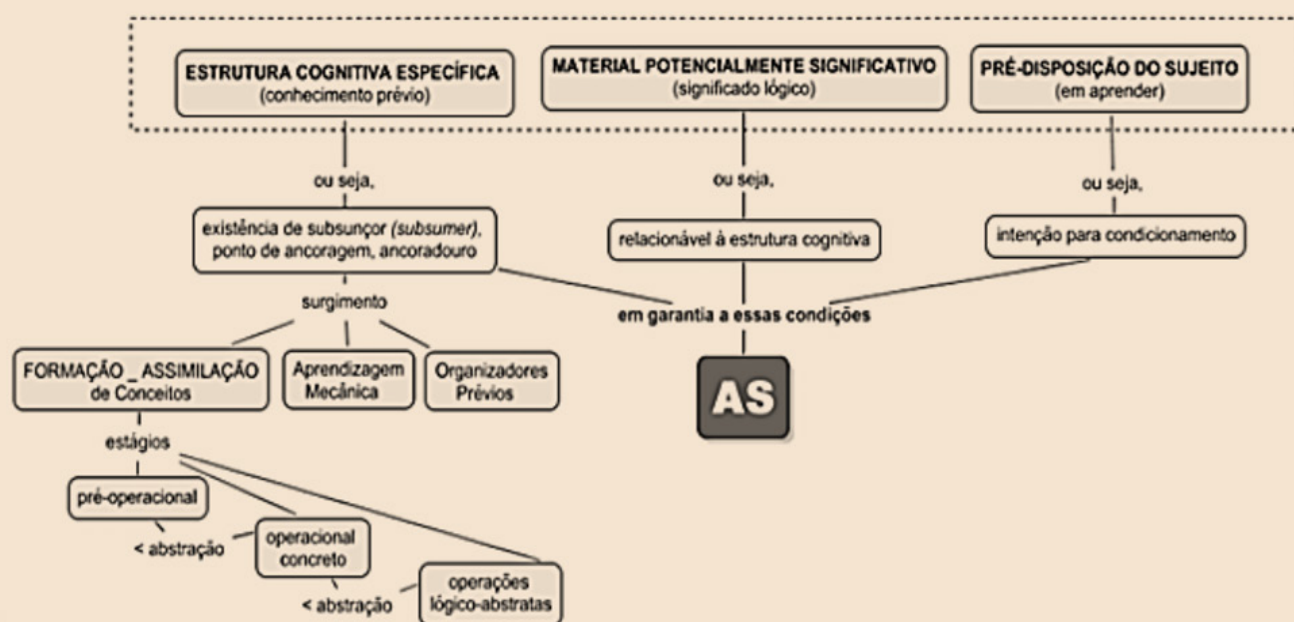 ESTRUTURA COGNITIVA ESPECÍFICA
(conhecimento prévio)
MATERIAL POTENCIALMENTE SIGNIFICATIVO
(significado lógico)
PRÉ-DISPOSIÇÃO DO SUJEITO
(em aprender)
ou seja,
ou seja,
ou seja,
existência de subsunçor (subsumer),
ponto de ancoragem, ancoradouro
relacionável à estrutura cognitiva
intenção para condicionamento
surgimento
em garantia a essas condições
FORMAÇÃO _ ASSIMILAÇÃO
de Conceitos
Aprendizagem
Mecânica
Organizadores
Prévios
AS
estágios
pré-operacional
< abstração
operacional
concreto
< abstração
operações
lógico-abstratas